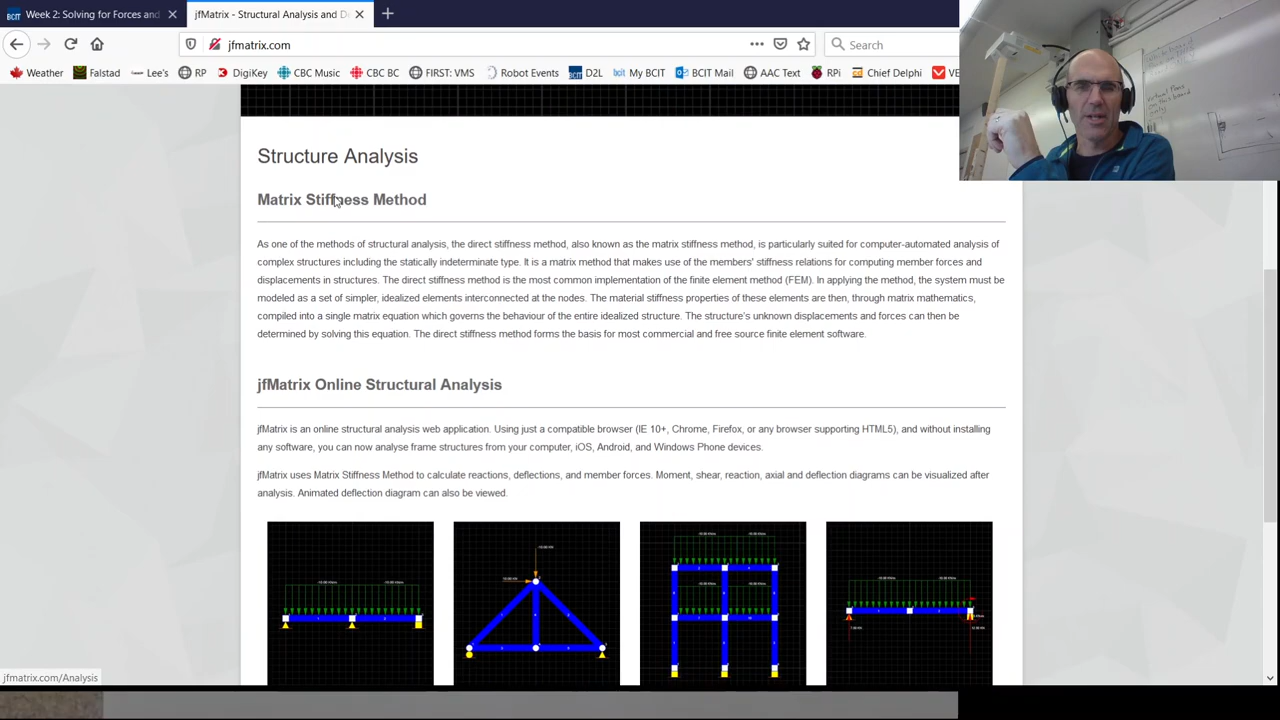 BCIT Week 2: Solving for Forces and
jfMatrix - Structural Analysis and D
jfmatrix.com
Search
Weather
Falstad
Lee's
RP
DigiKey
CBC Music
CBC BC
FIRST: VMS
Robot Events
D2L
My BCIT
BCIT Mail
AAC Text
RPi
Chief Delphi
VE
Structure Analysis
Matrix Stiffness Method
As one of the methods of structural analysis, the direct stiffness method, also known as the matrix stiffness method, is particularly suited for computer-automated analysis of
complex structures including the statically indeterminate type. It is a matrix method that makes use of the members' stiffness relations for computing member forces and
displacements in structures. The direct stiffness method is the most common implementation of the finite element method (FEM). In applying the method, the system must be
modeled as a set of simpler, idealized elements interconnected at the nodes. The material stiffness properties of these elements are then, through matrix mathematics,
compiled into a single matrix equation which governs the behaviour of the entire idealized structure. The structure's unknown displacements and forces can then be
determined by solving this equation. The direct stiffness method forms the basis for most commercial and free source finite element software.
jfMatrix Online Structural Analysis
jfMatrix is an online structural analysis web application. Using just a compatible browser (IE 10+, Chrome, Firefox, or any browser supporting HTML5), and without installing
any software, you can now analyse frame structures from your computer, iOS, Android, and Windows Phone devices.
jfMatrix uses Matrix Stiffness Method to calculate reactions, deflections, and member forces. Moment, shear, reaction, axial and deflection diagrams can be visualized after
analysis. Animated deflection diagram can also be viewed.
jfmatrix.com/Analysis